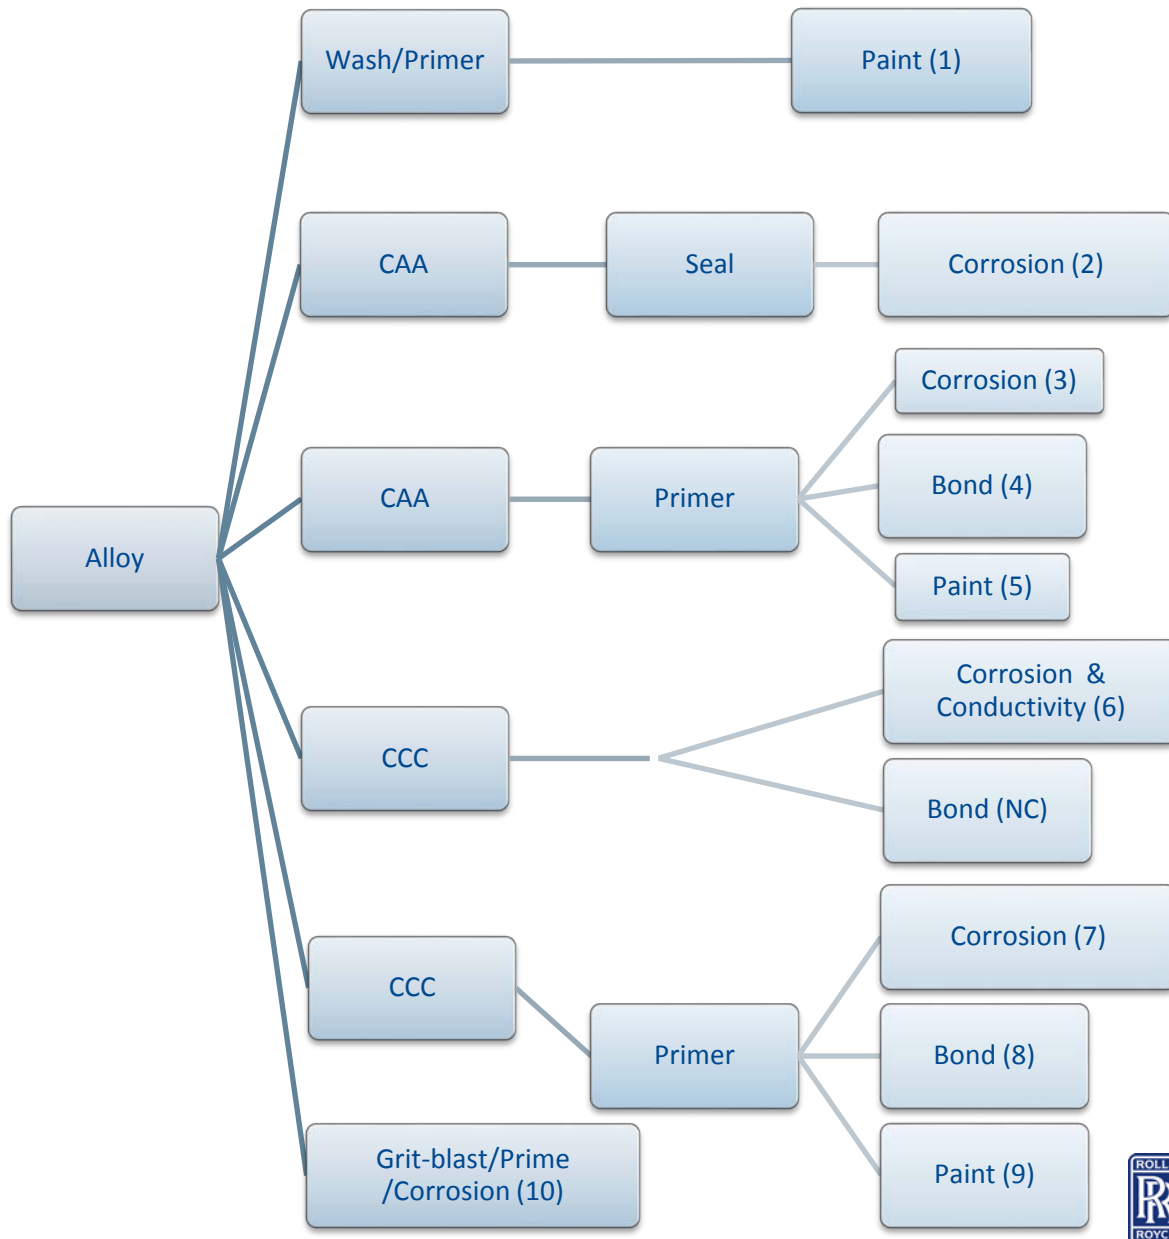 Wash/Primer
Paint (1)
CAA
Seal
Corrosion (2)
Corrosion (3)
CAA
Primer
Bond (4)
Alloy
Paint (5)
Corrosion &
Conductivity (6)
CCC
Bond (NC)
Corrosion (7)
CCC
Primer
Bond (8)
Grit-blast/Prime
/Corrosion (10)
Paint (9)